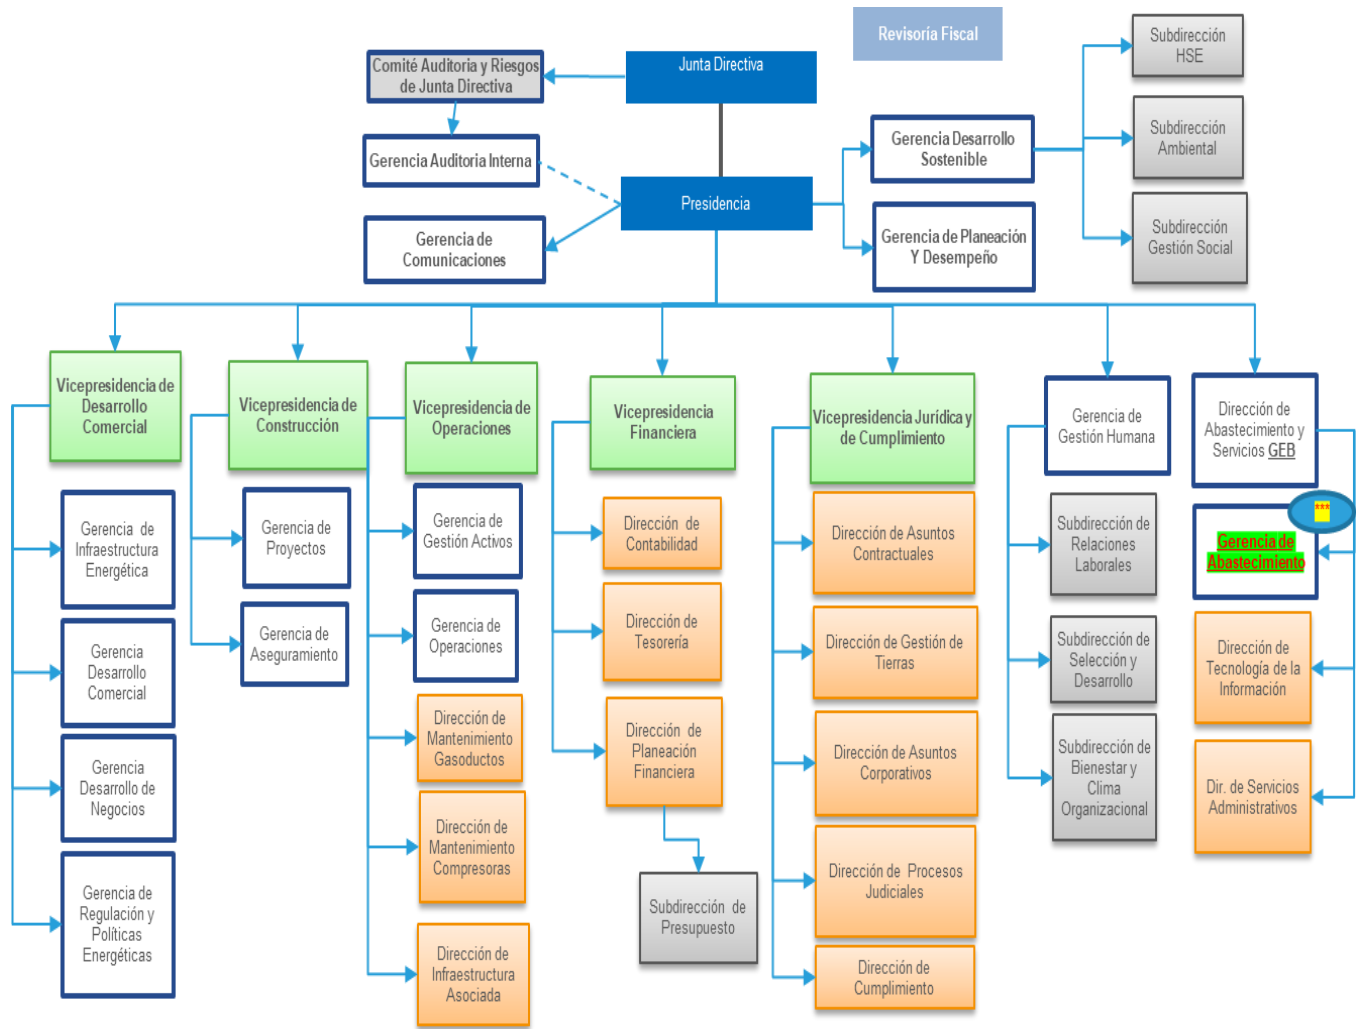 Revisoría Fiscal
Junta Directiva
Comité Auditoria y Riesgos
de Junta Directiva
Gerencia Auditoria Interna
Presidencia
Gerencia de
Comunicaciones
Gerencia Desarrollo
Sostenible
Gerencia de Planeación
Y Desempeño
Subdirección
HSE
Subdirección
Ambiental
Subdirección
Gestión Social
Vicepresidencia de
Desarrollo
Comercial
Gerencia de
Infraestructura
Energética
Gerencia
Desarrollo
Comercial
Gerencia
Desarrollo de
Negocios
Gerencia de
Regulación y
Políticas
Energéticas
Vicepresidencia de
Construcción
Gerencia de
Proyectos
Gerencia de
Aseguramiento
Vicepresidencia de
Operaciones
Gerencia de
Gestión Activos
Gerencia de
Operaciones
Dirección de
Mantenimiento
Gasoductos
Dirección de
Mantenimiento
Compresoras
Dirección de
Infraestructura
Asociada
Vicepresidencia
Financiera
Dirección de
Contabilidad
Dirección de
Tesorería
Dirección de
Planeación
Financiera
Subdirección de
Presupuesto
Vicepresidencia Jurídica y
de Cumplimiento
Dirección de Asuntos
Contractuales
Dirección de Gestión de
Tierras
Dirección de Asuntos
Corporativos
Dirección de Procesos
Judiciales
Dirección de
Cumplimiento
Gerencia de
Gestión Humana
Subdirección de
Relaciones
Laborales
Subdirección de
Selección y
Desarrollo
Subdirección de
Bienestar y
Clima
Organizacional
Dirección de
Abastecimiento y
Servicios GEB
***
Gerencia de
Abastecimiento
Dirección de
Tecnología de la
Información
Dir. de Servicios
Administrativos